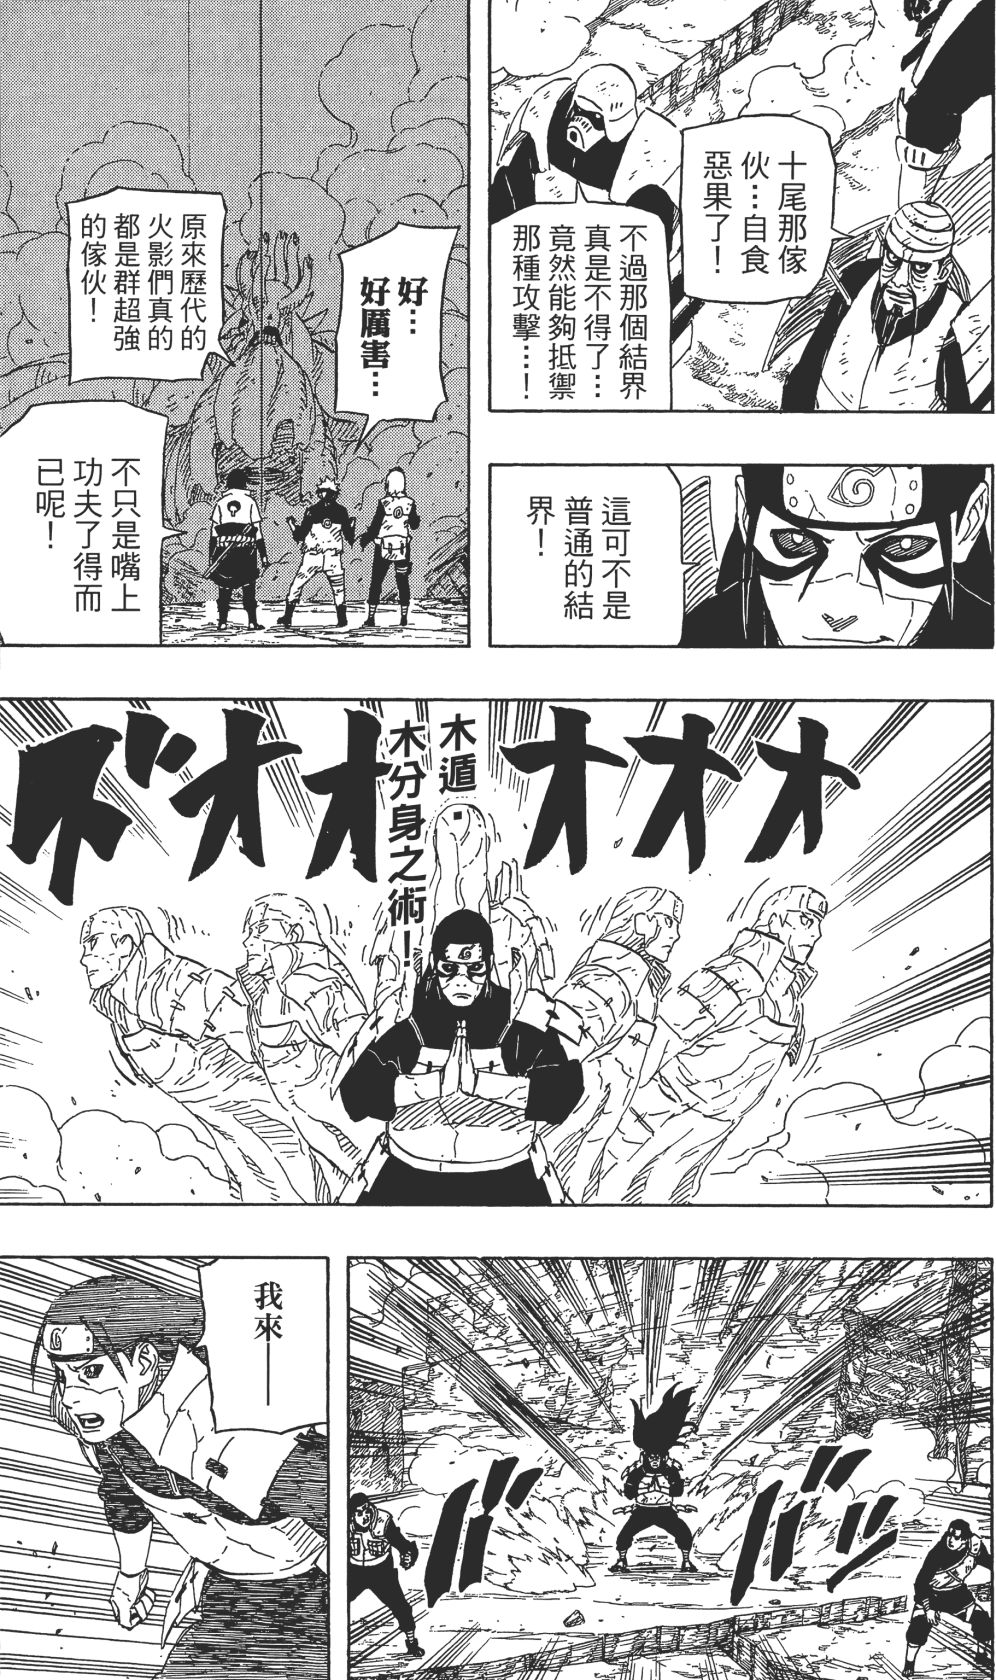 十尾那傢
伙…自食
惡果了！
不過那個結界
真是不得了…
竟然能夠抵禦
那種攻擊…！
這可不是
普通的結
界！
好…
好厲害…
原來歷代的
火影們真的
都是群超強
的傢伙！
不只是嘴上
功夫了得而
已呢！
木遁
木分身之術！
ズオオオオオ
バッ
バッ
我來──